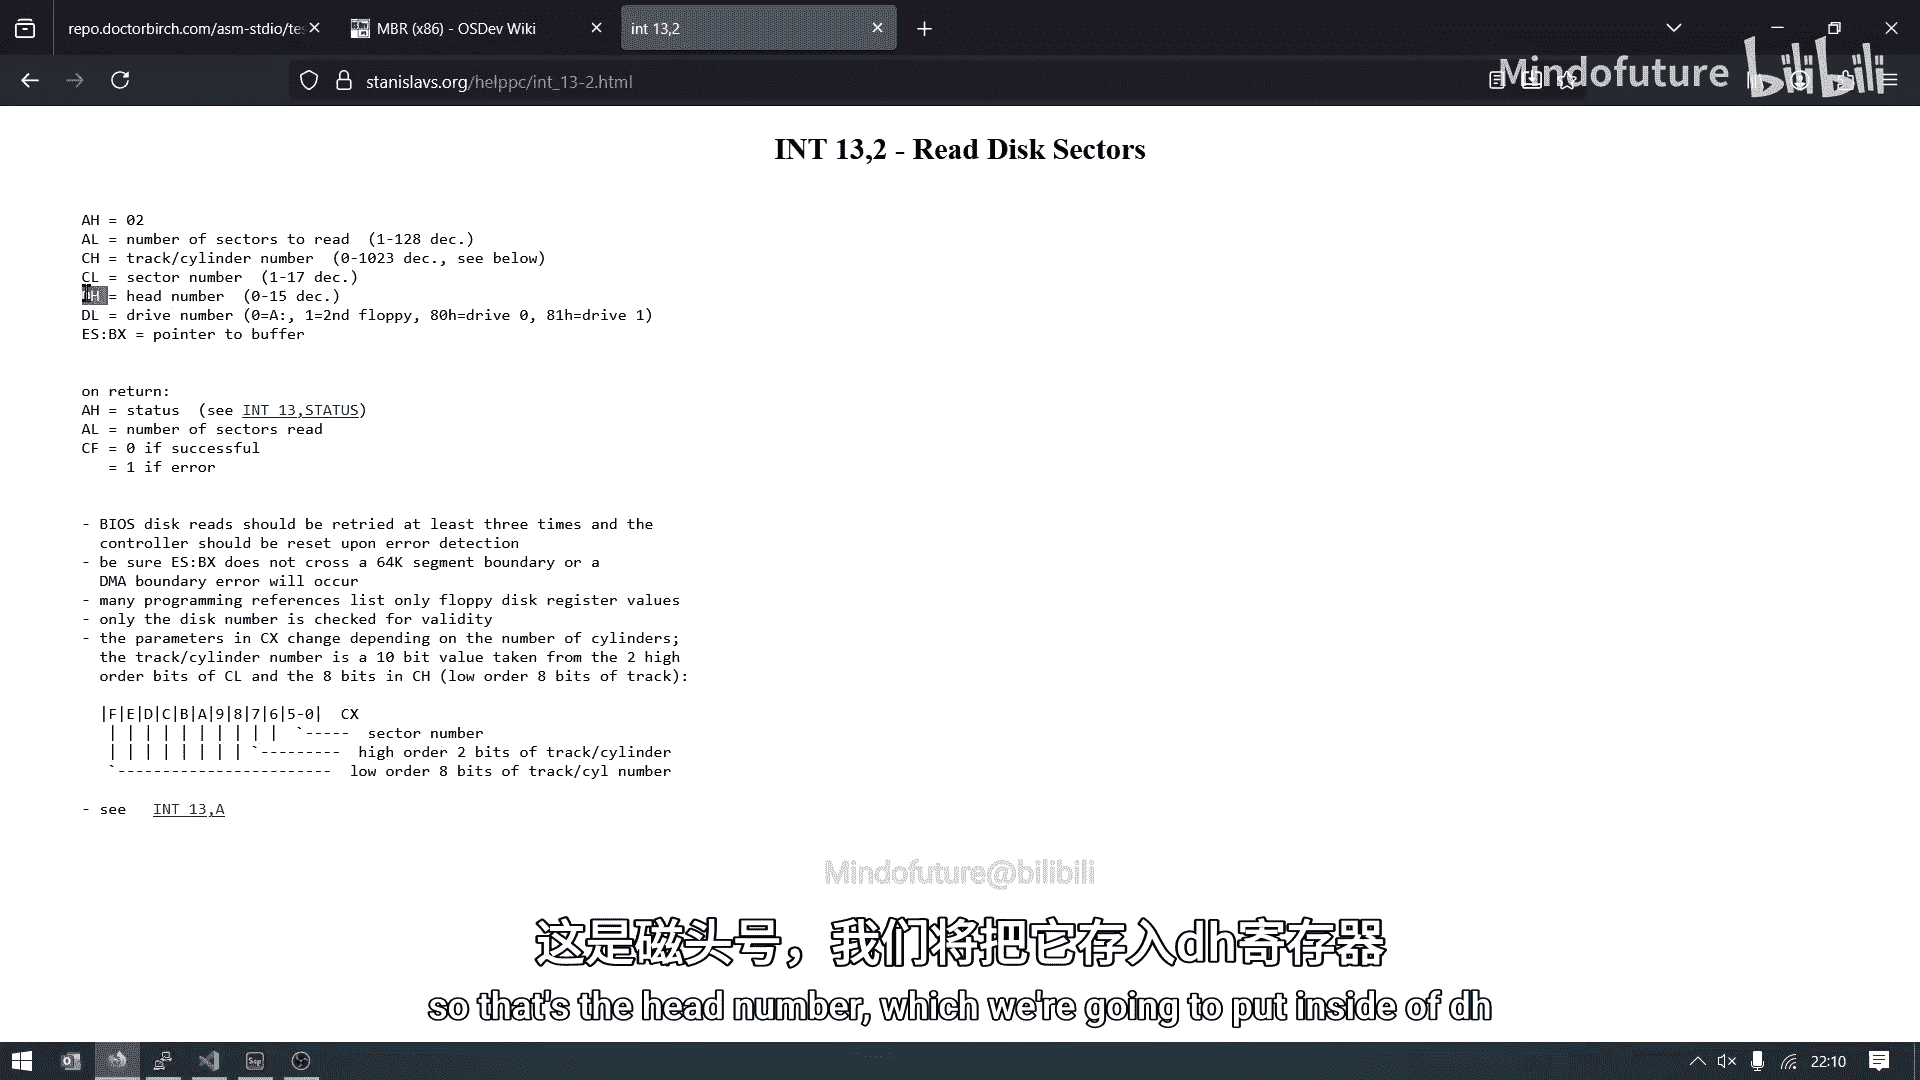 repo.doctorbirch.com/asm-stdio/te
MBR (x86) - OSDev Wiki
int 13,2
stanislavs.org/helppc/int_13-2.html
Mindofuture bilibili
INT 13,2 - Read Disk Sectors
AH = 02
AL = number of sectors to read  (1-128 dec.)
CH = track/cylinder number  (0-1023 dec., see below)
CL = sector number  (1-17 dec.)
DH = head number  (0-15 dec.)
DL = drive number (0=A:, 1=2nd floppy, 80h=drive 0, 81h=drive 1)
ES:BX = pointer to buffer
on return:
AH = status  (see INT 13,STATUS)
AL = number of sectors read
CF = 0 if successful
= 1 if error
- BIOS disk reads should be retried at least three times and the
controller should be reset upon error detection
- be sure ES:BX does not cross a 64K segment boundary or a
DMA boundary error will occur
- many programming references list only floppy disk register values
- only the disk number is checked for validity
- the parameters in CX change depending on the number of cylinders;
the track/cylinder number is a 10 bit value taken from the 2 high
order bits of CL and the 8 bits in CH (low order 8 bits of track):
|F|E|D|C|B|A|9|8|7|6|5-0|  CX
| | | | | | | | | |  `-----  sector number
| | | | | | | | `---------  high order 2 bits of track/cylinder
`------------------------  low order 8 bits of track/cyl number
- see   INT 13,A
Mindofuture@bilibili
这是磁头号，我们将把它存入dh寄存器
so that's the head number, which we're going to put inside of dh
22:10